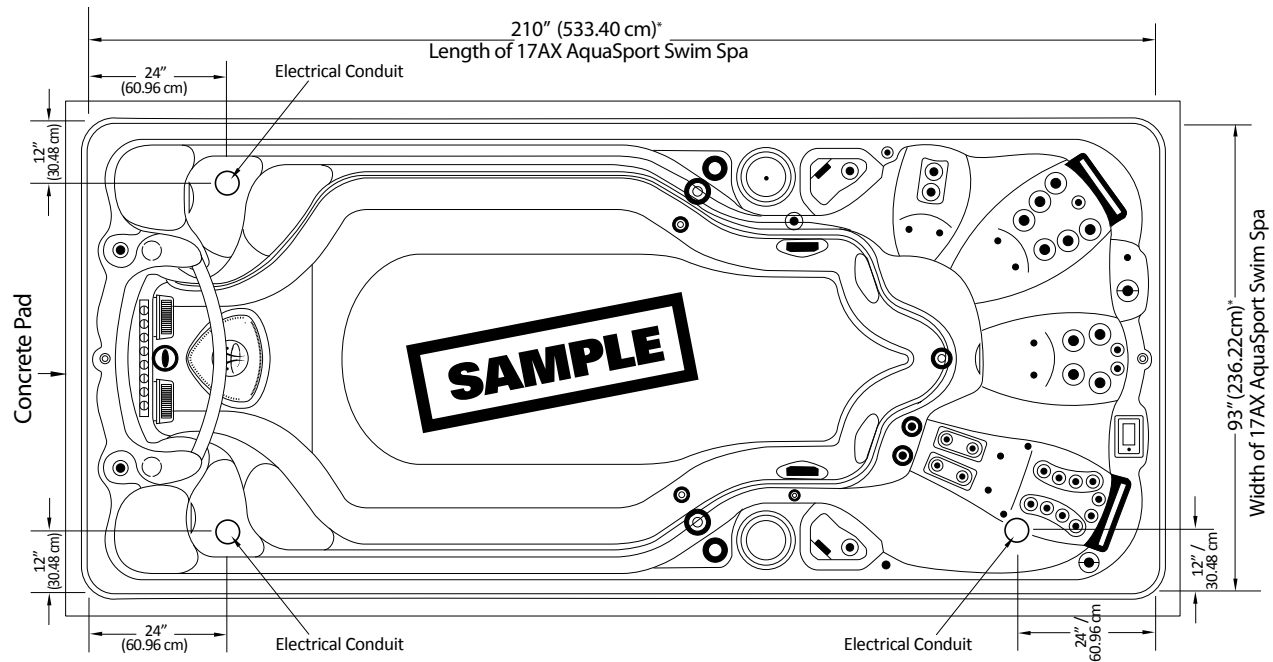 210” (533.40 cm)*
Length of 17AX AquaSport Swim Spa
24”
(60.96 cm)
Electrical Conduit
12”
(30.48 cm)
Concrete Pad
SAMPLE
93” (236.22cm)*
Width of 17AX AquaSport Swim Spa
12”
(30.48 cm)
12” /
30.48 cm
24”
(60.96 cm)
Electrical Conduit
Electrical Conduit
24” /
60.96 cm